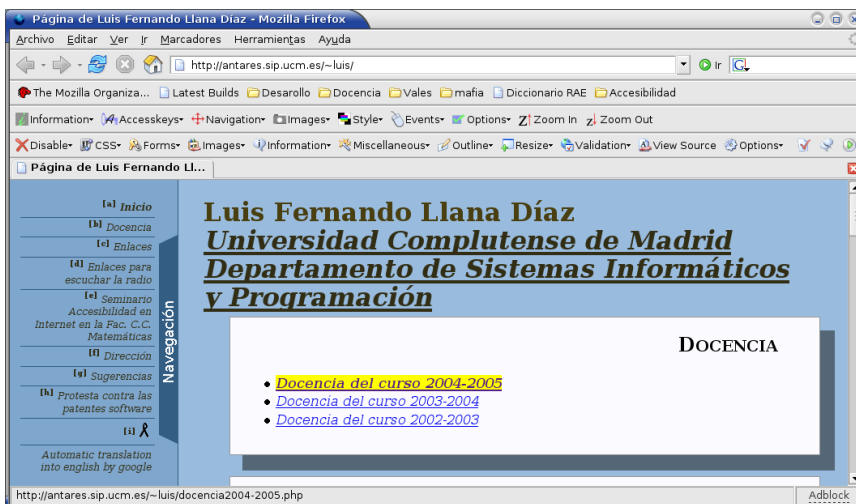 Página de Luis Fernando Llana Díaz - Mozilla Firefox
Archivo Editar Ver Ir Marcadores Herramientas Ayuda
http://antares.sip.ucm.es/~luis/ Ir G
The Mozilla Organiza... Latest Builds Desarollo Docencia Vales mafia Diccionario RAE Accesibilidad
Information Accesskeys Navigation Images Style Events Options Z Zoom In z Zoom Out
Disable CSS Forms Images Information Miscellaneous Outline Resize Validation View Source Options
Página de Luis Fernando Ll...
[a] Inicio
[b] Docencia
[c] Enlaces
[d] Enlaces para
escuchar la radio
[e] Seminario
Accesibilidad en
Internet en la Fac. C.C.
Matemáticas
[f] Dirección
[g] Sugerencias
[h] Protesta contra las
patentes software
[i]
Automatic translation
into english by google
Navegación
Luis Fernando Llana Díaz
Universidad Complutense de Madrid
Departamento de Sistemas Informáticos
y Programación
DOCENCIA
Docencia del curso 2004-2005
Docencia del curso 2003-2004
Docencia del curso 2002-2003
http://antares.sip.ucm.es/~luis/docencia2004-2005.php
Adblock